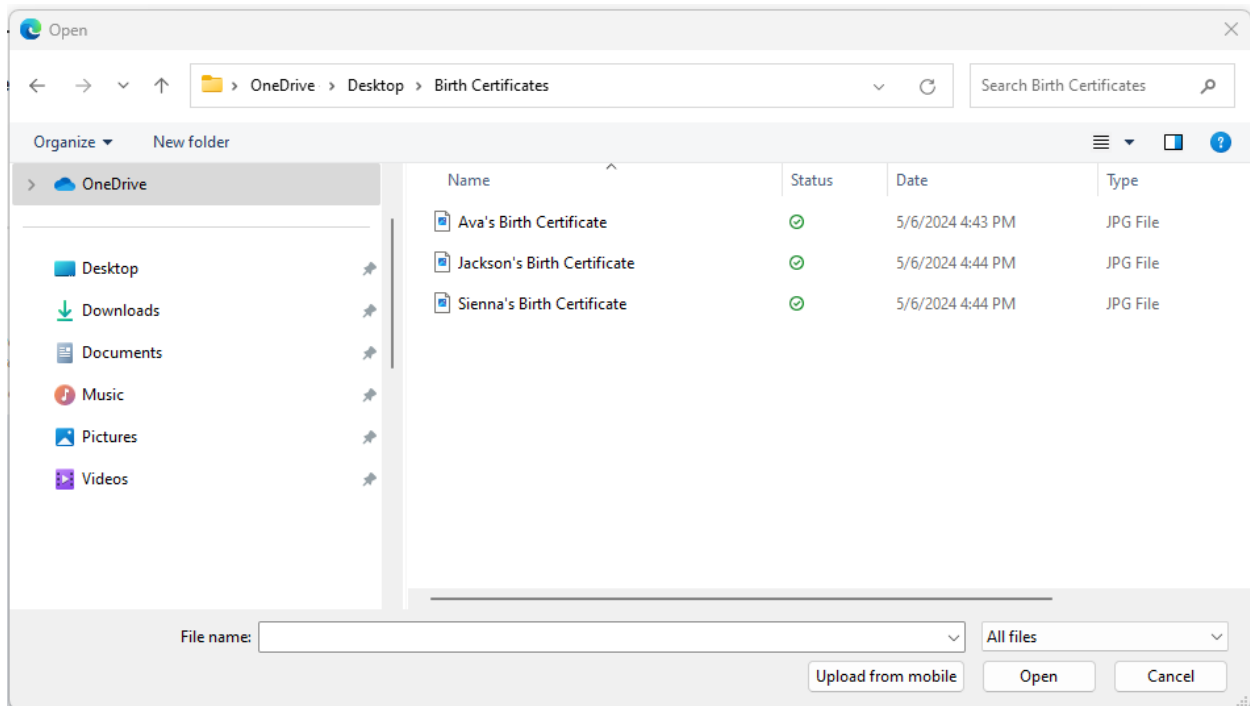 Open
OneDrive > Desktop > Birth Certificates
Search Birth Certificates
Organize
New folder
?
OneDrive
Desktop
Downloads
Documents
Music
Pictures
Videos
Name Status Date Type
Ava's Birth Certificate 5/6/2024 4:43 PM JPG File
Jackson's Birth Certificate 5/6/2024 4:44 PM JPG File
Sienna's Birth Certificate 5/6/2024 4:44 PM JPG File
File name:
All files
Upload from mobile
Open
Cancel